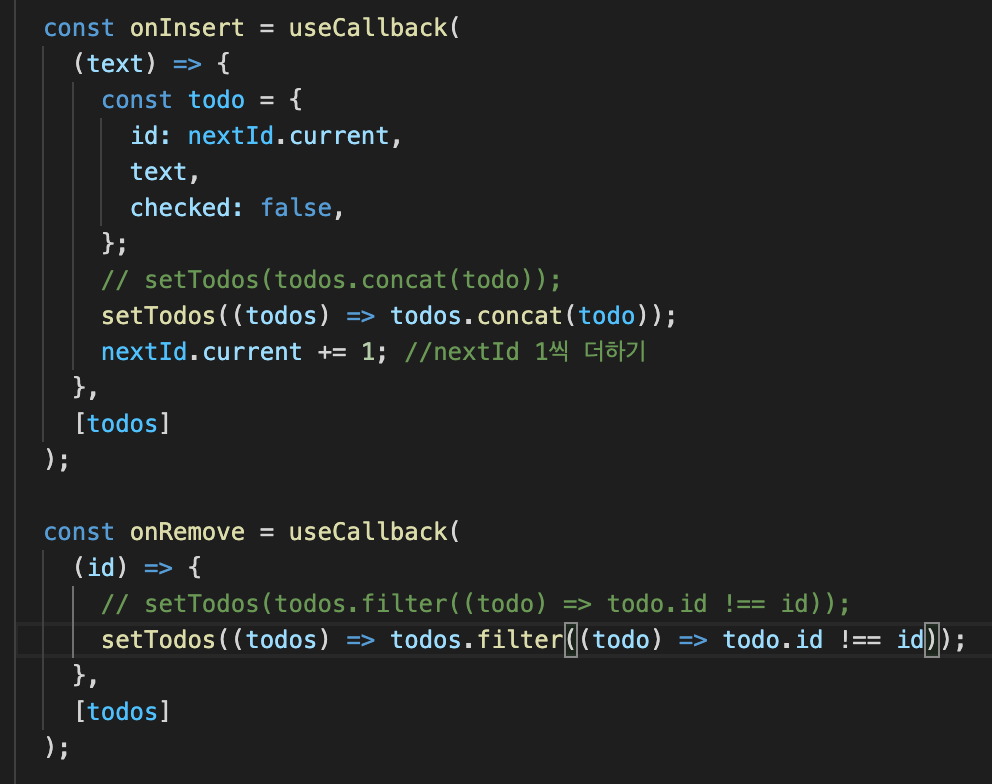 const onInsert = useCallback(
  (text) => {
    const todo = {
      id: nextId.current,
      text,
      checked: false,
    };
    // setTodos(todos.concat(todo));
    setTodos((todos) => todos.concat(todo));
    nextId.current += 1; //nextId 1씩 더하기
  },
  [todos]
);

const onRemove = useCallback(
  (id) => {
    // setTodos(todos.filter((todo) => todo.id !== id));
    setTodos((todos) => todos.filter((todo) => todo.id !== id));
  },
  [todos]
);